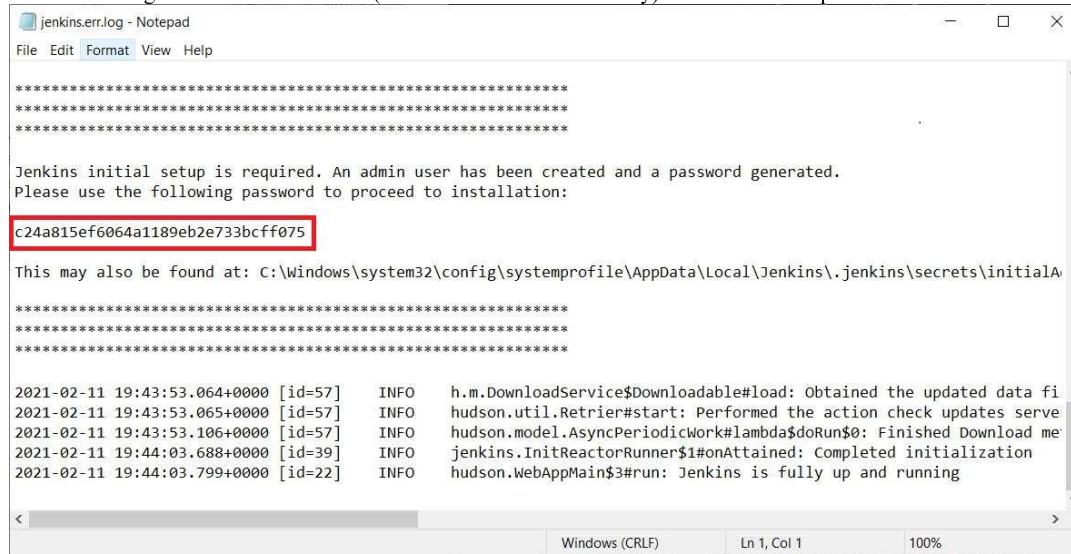 jenkins.err.log - Notepad
File Edit Format View Help
*************************************************************
*************************************************************
*************************************************************
Jenkins initial setup is required. An admin user has been created and a password generated.
Please use the following password to proceed to installation:
c24a815ef6064a1189eb2e733bcff075
This may also be found at: C:\Windows\system32\config\systemprofile\AppData\Local\Jenkins\.jenkins\secrets\initialA
*************************************************************
*************************************************************
*************************************************************
2021-02-11 19:43:53.064+0000 [id=57] INFO h.m.DownloadService$Downloadable#load: Obtained the updated data fi
2021-02-11 19:43:53.065+0000 [id=57] INFO hudson.util.Retrier#start: Performed the action check updates serve
2021-02-11 19:43:53.106+0000 [id=57] INFO hudson.model.AsyncPeriodicWork#lambda$doRun$0: Finished Download me
2021-02-11 19:44:03.688+0000 [id=39] INFO jenkins.InitReactorRunner$1#onAttained: Completed initialization
2021-02-11 19:44:03.799+0000 [id=22] INFO hudson.WebAppMain$3#run: Jenkins is fully up and running
Windows (CRLF) Ln 1, Col 1 100%